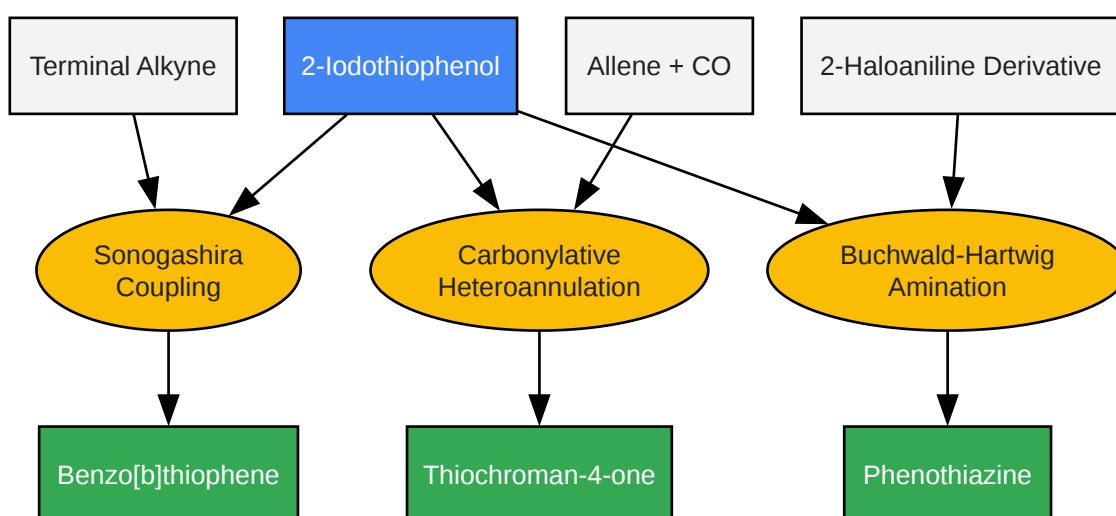 Terminal Alkyne
2-Iodothiophenol
Allene + CO
2-Haloaniline Derivative
Sonogashira
Coupling
Carbonylative
Heteroannulation
Buchwald-Hartwig
Amination
Benzo[b]thiophene
Thiochroman-4-one
Phenothiazine